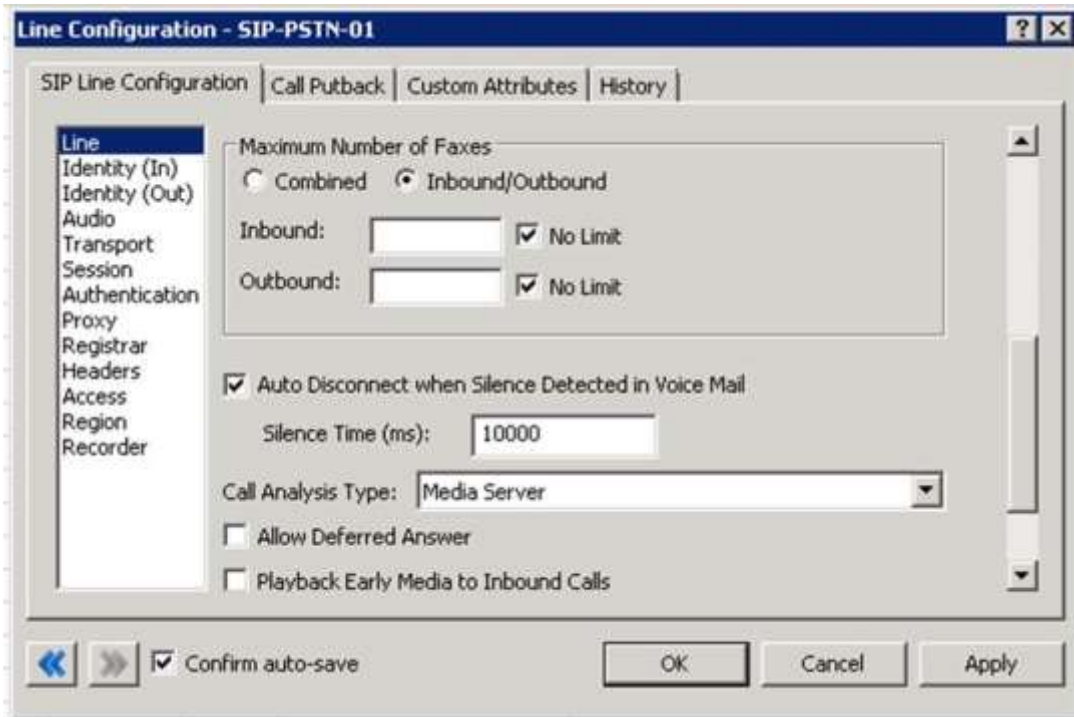 Line Configuration - SIP-PSTN-01
SIP Line Configuration
Call Putback
Custom Attributes
History
Line
Identity (In)
Identity (Out)
Audio
Transport
Session
Authentication
Proxy
Registrar
Headers
Access
Region
Recorder
Maximum Number of Faxes
Combined
Inbound/Outbound
Inbound:
No Limit
Outbound:
No Limit
Auto Disconnect when Silence Detected in Voice Mail
Silence Time (ms): 10000
Call Analysis Type: Media Server
Allow Deferred Answer
Playback Early Media to Inbound Calls
Confirm auto-save
OK
Cancel
Apply